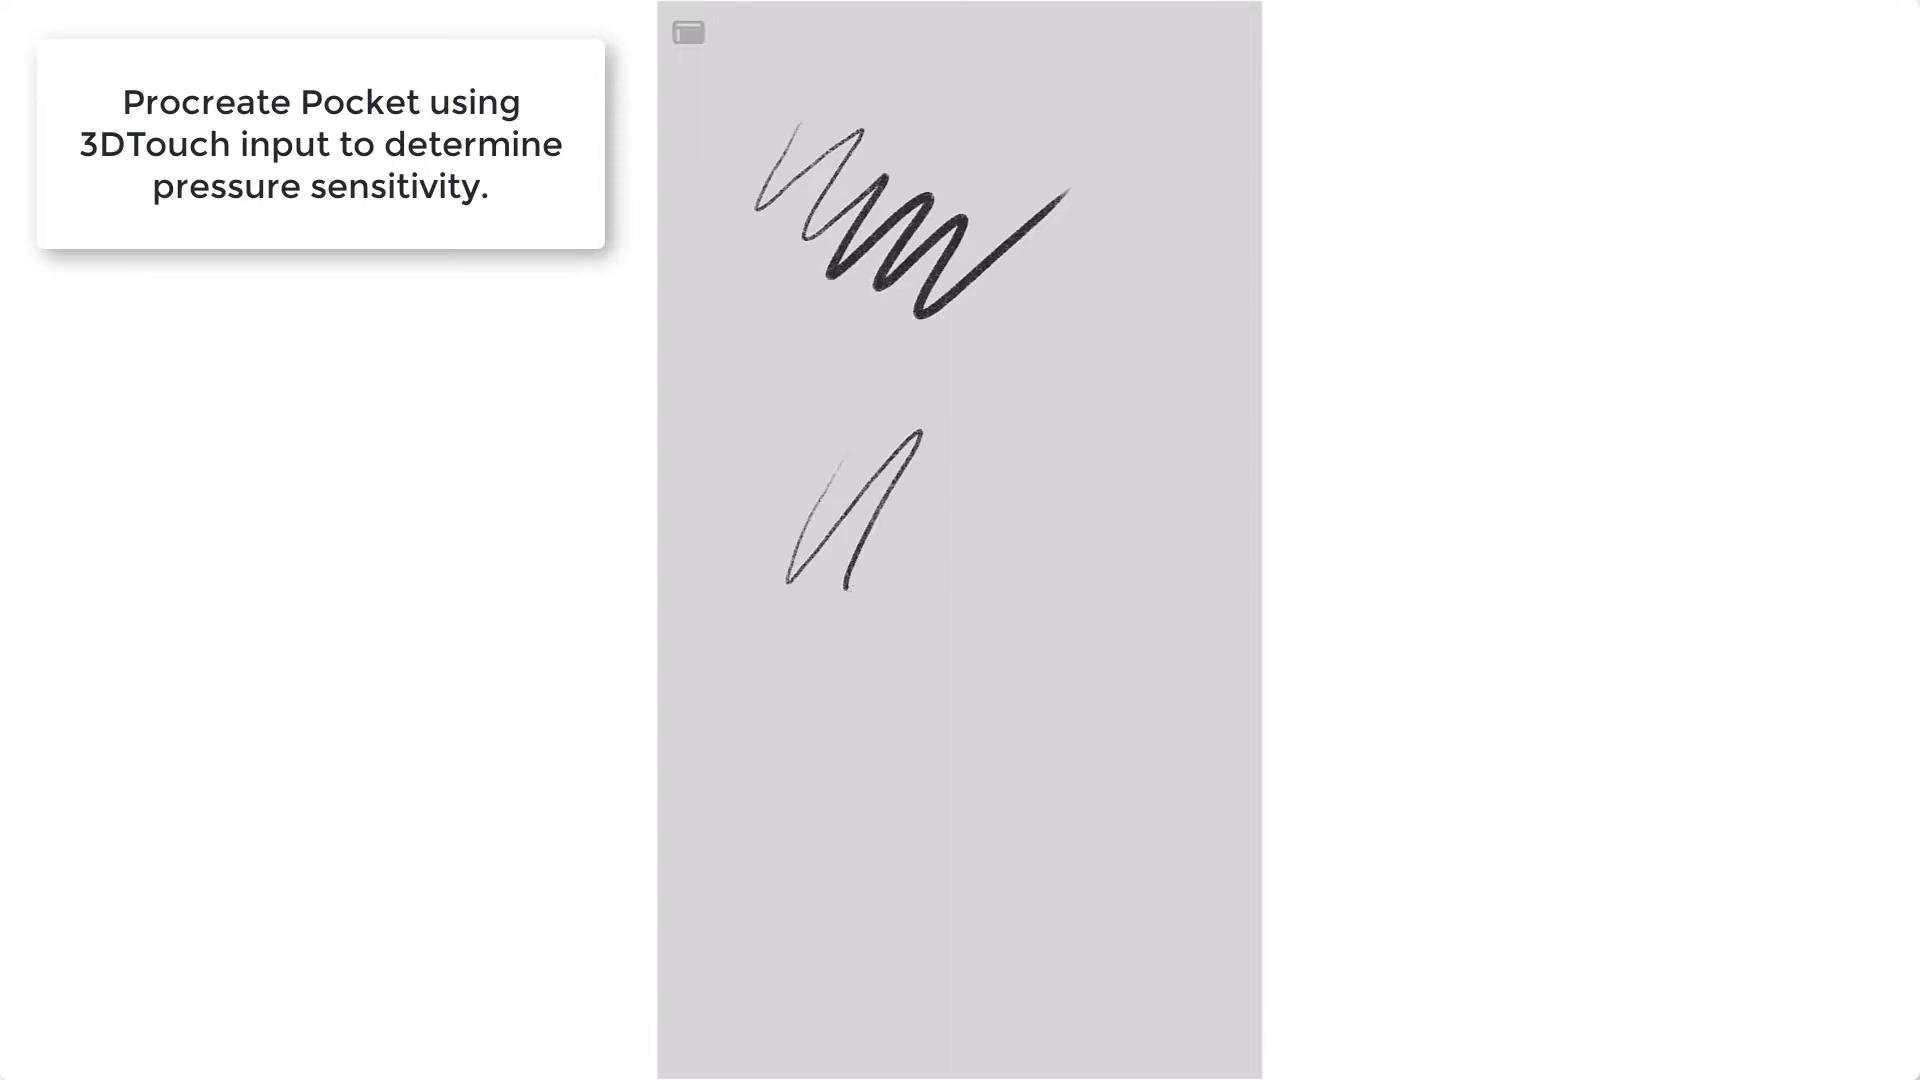 Procreate Pocket using
3DTouch input to determine
pressure sensitivity.